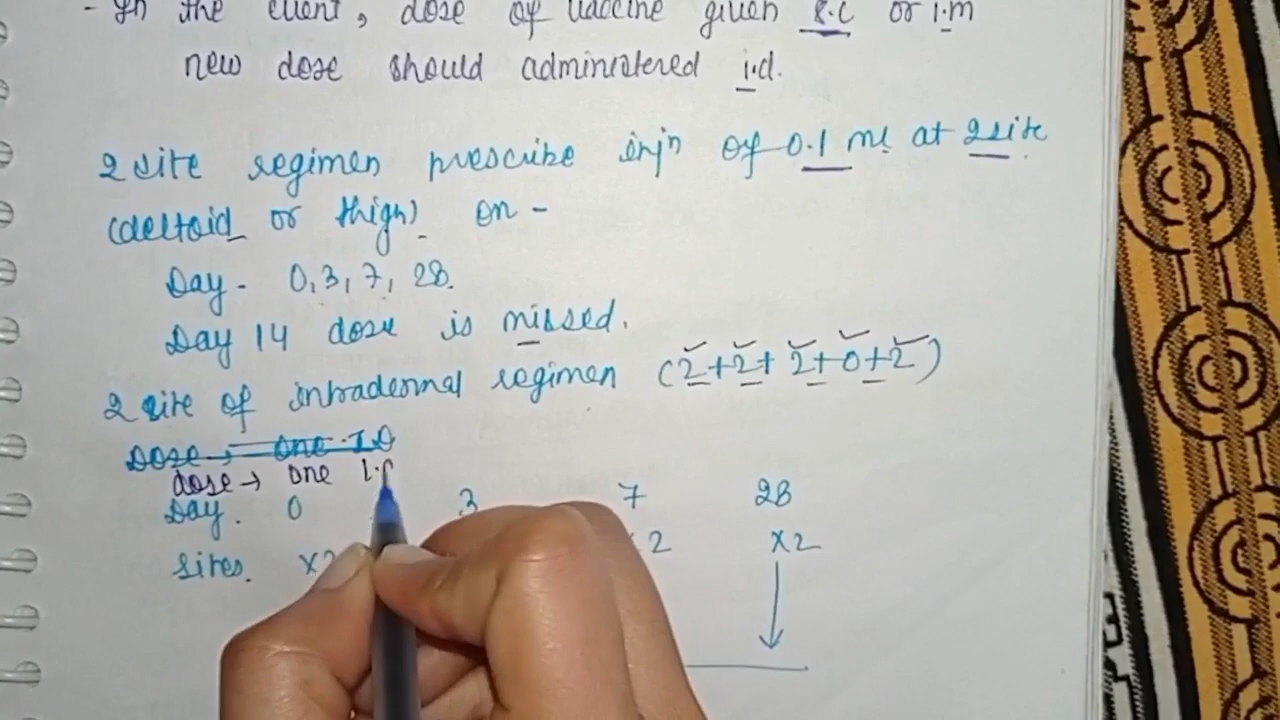 - In the client, dose of vaccine given s.c or i.m
new dose should administered i.d.
2 site regimen prescribe injn of 0.1 ml at 2 site
(deltoid or thigh) on -
Day - 0, 3, 7, 28.
Day 14 dose is missed.
2 site of intradermal regimen (2+2+2+0+2)
Dose → one I.D
dose → one i.
Day. 0 3 7 28
sites. x2 2 x2